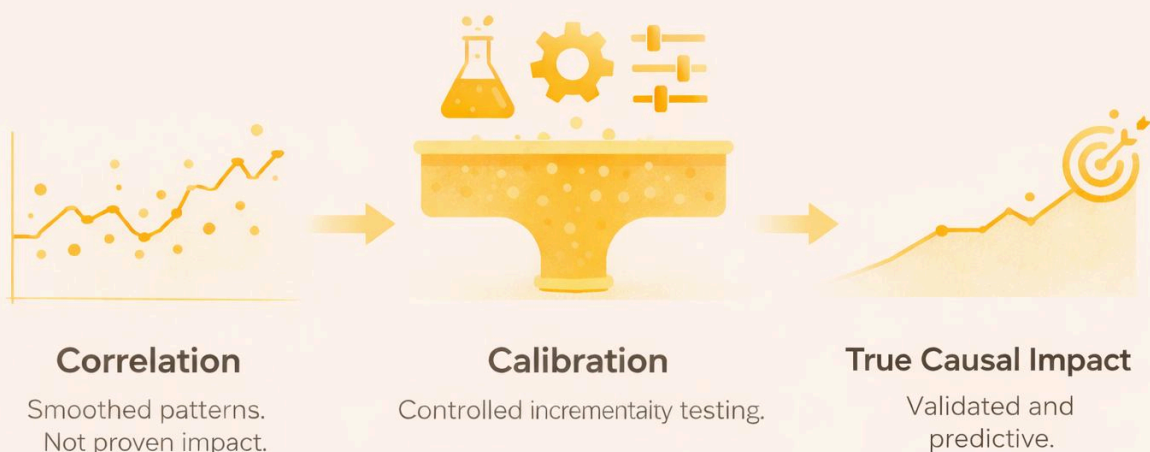 Correlation
Smoothed patterns.
Not proven impact.
Calibration
Controlled incrementaity testing.
True Causal Impact
Validated and
predictive.